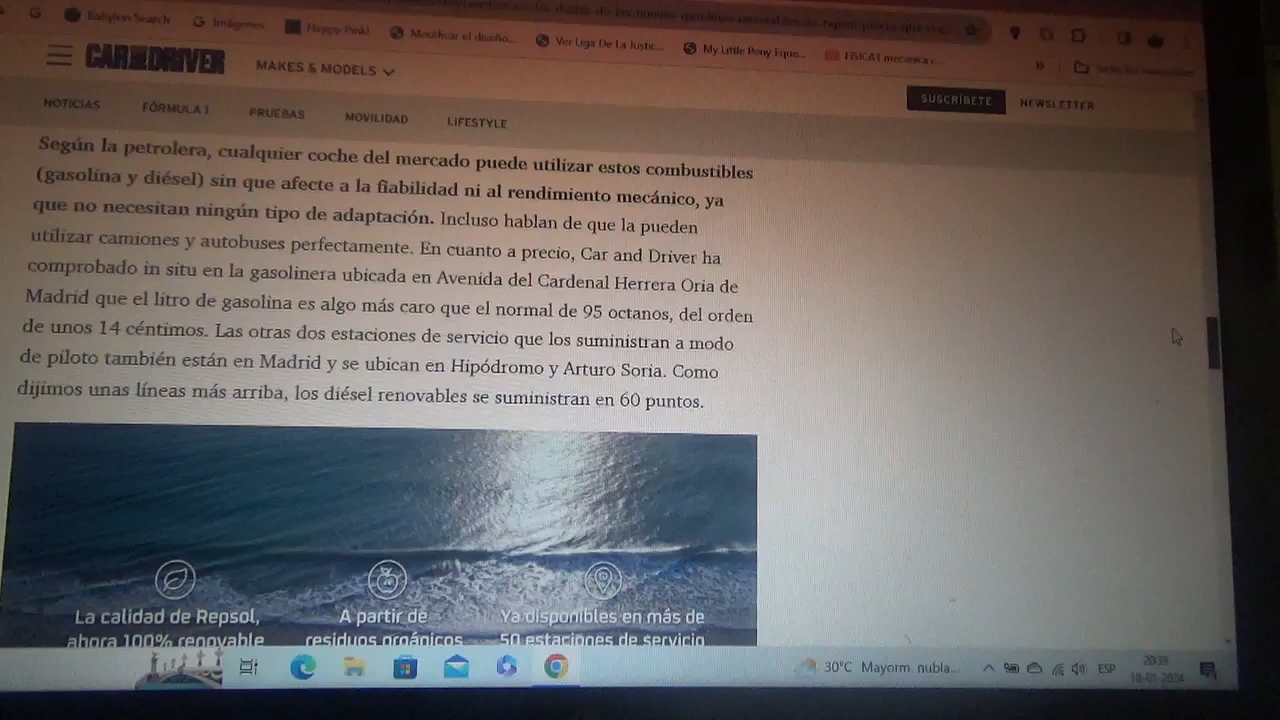 Babylon Search
Imágenes
Happy Pink!
Modificar el diseño...
Ver Liga De La Justic...
My Little Pony Eque...
FISICA1 mecanica c...
»
CAR AND DRIVER
MAKES & MODELS
SUSCRÍBETE
NEWSLETTER
NOTICIAS
FÓRMULA 1
PRUEBAS
MOVILIDAD
LIFESTYLE
Según la petrolera, cualquier coche del mercado puede utilizar estos combustibles
(gasolina y diésel) sin que afecte a la fiabilidad ni al rendimiento mecánico, ya
que no necesitan ningún tipo de adaptación. Incluso hablan de que la pueden
utilizar camiones y autobuses perfectamente. En cuanto a precio, Car and Driver ha
comprobado in situ en la gasolinera ubicada en Avenida del Cardenal Herrera Oria de
Madrid que el litro de gasolina es algo más caro que el normal de 95 octanos, del orden
de unos 14 céntimos. Las otras dos estaciones de servicio que los suministran a modo
de piloto también están en Madrid y se ubican en Hipódromo y Arturo Soria. Como
dijimos unas líneas más arriba, los diésel renovables se suministran en 60 puntos.
La calidad de Repsol,
ahora 100% renovable
A partir de
residuos orgánicos
Ya disponibles en más de
50 estaciones de servicio
30°C Mayorm. nubla...
ESP
18-01-2024